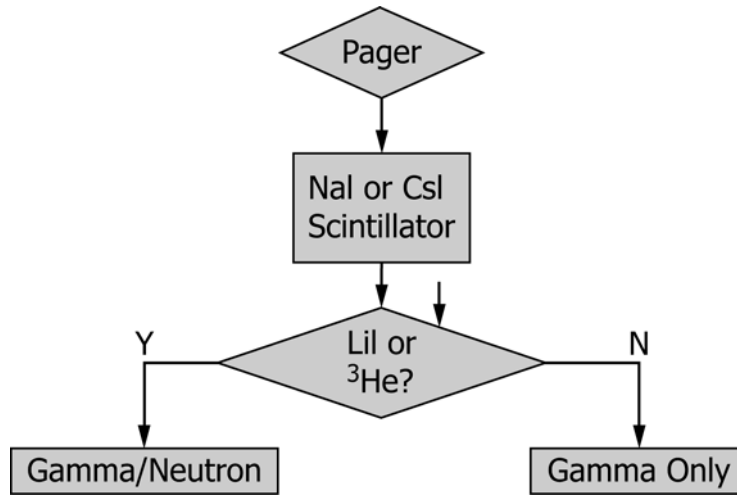 Pager
NaI or CsI
Scintillator
Y
N
LiI or
³He?
Gamma/Neutron
Gamma Only